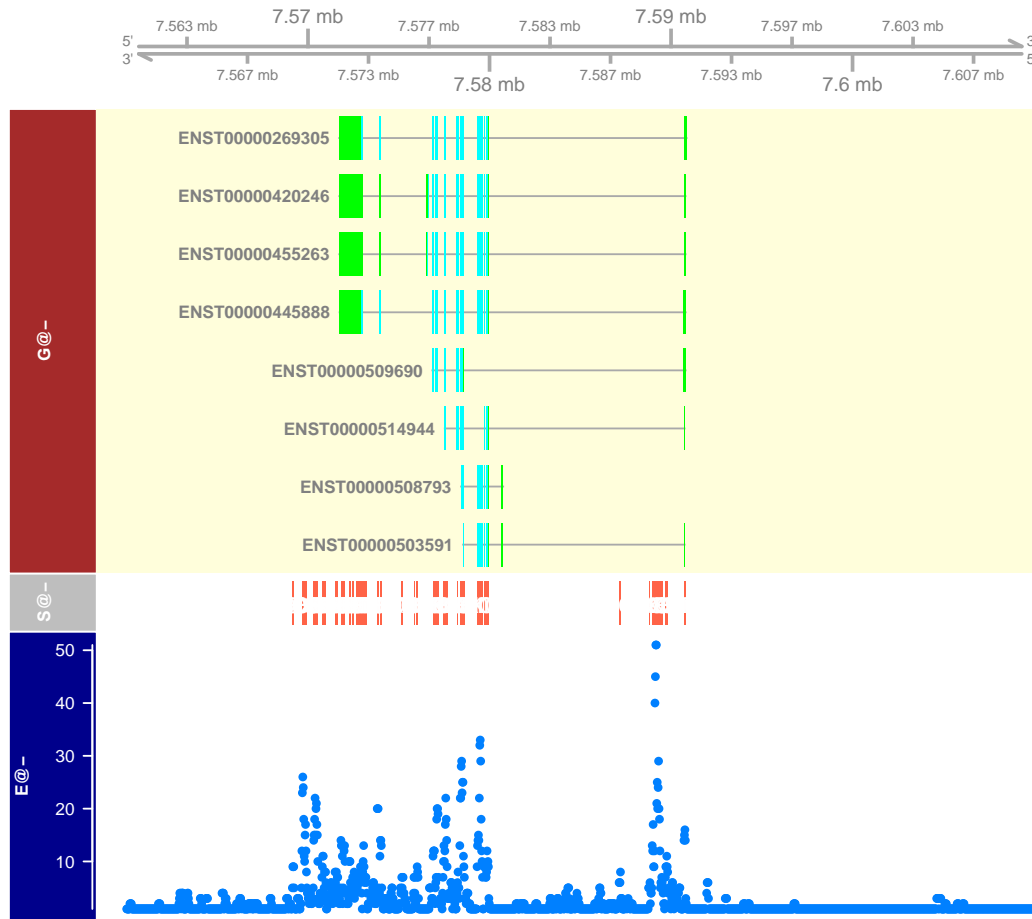 7.57 mb 7.59 mb
7.563 mb 7.577 mb 7.583 mb 7.597 mb 7.603 mb
5' 3'
3' 5'
7.567 mb 7.573 mb 7.587 mb 7.593 mb 7.607 mb
7.58 mb 7.6 mb
ENST00000269305
ENST00000420246
ENST00000455263
ENST00000445888
G@−
ENST00000509690
ENST00000514944
ENST00000508793
ENST00000503591
S@−
50
40
30
E@−
20
10